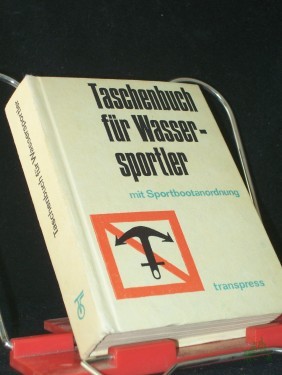 Taschenbuch
für Wasser-
sportler
mit Sportbootanordnung
transpress
Taschenbuch für Wassersportler